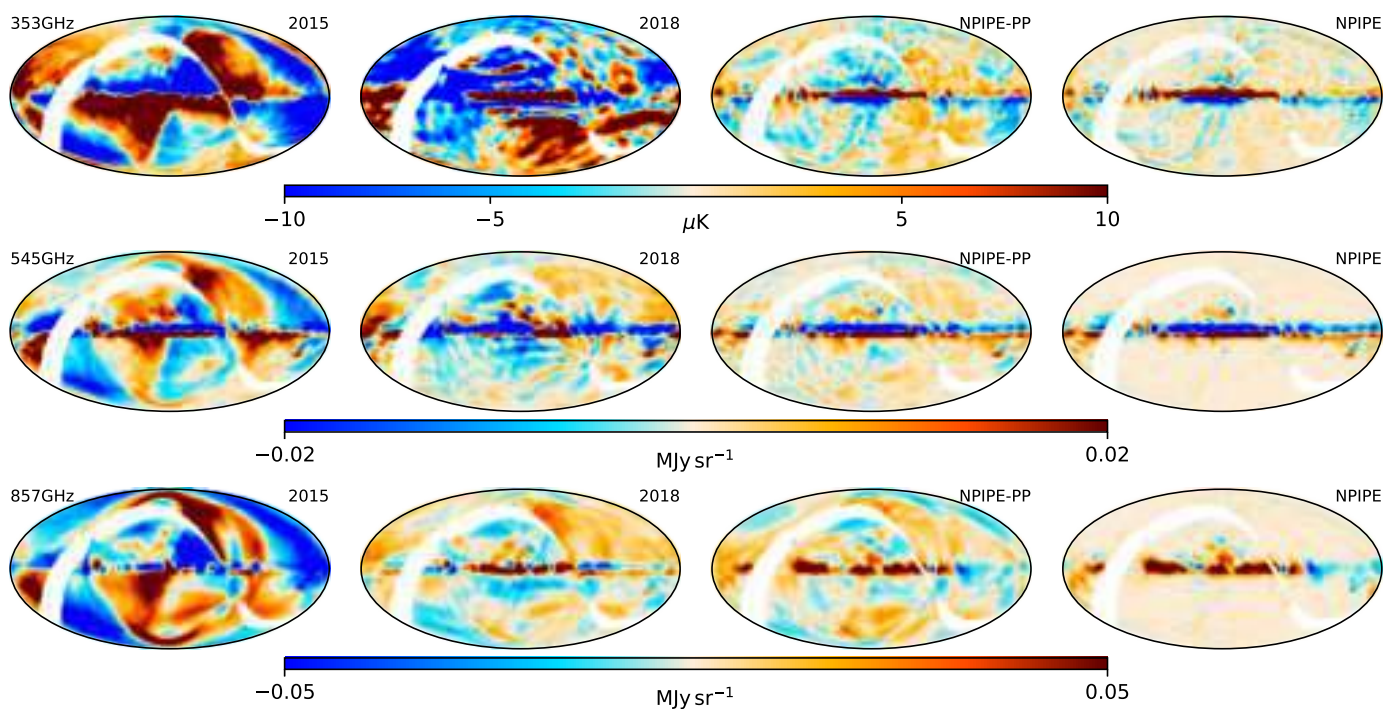 353GHz 2015 2018 NPIPE-PP NPIPE
−10 −5 5 10
μK
545GHz 2015 2018 NPIPE-PP NPIPE
−0.02 0.02
MJy sr⁻¹
857GHz 2015 2018 NPIPE-PP NPIPE
−0.05 0.05
MJy sr⁻¹